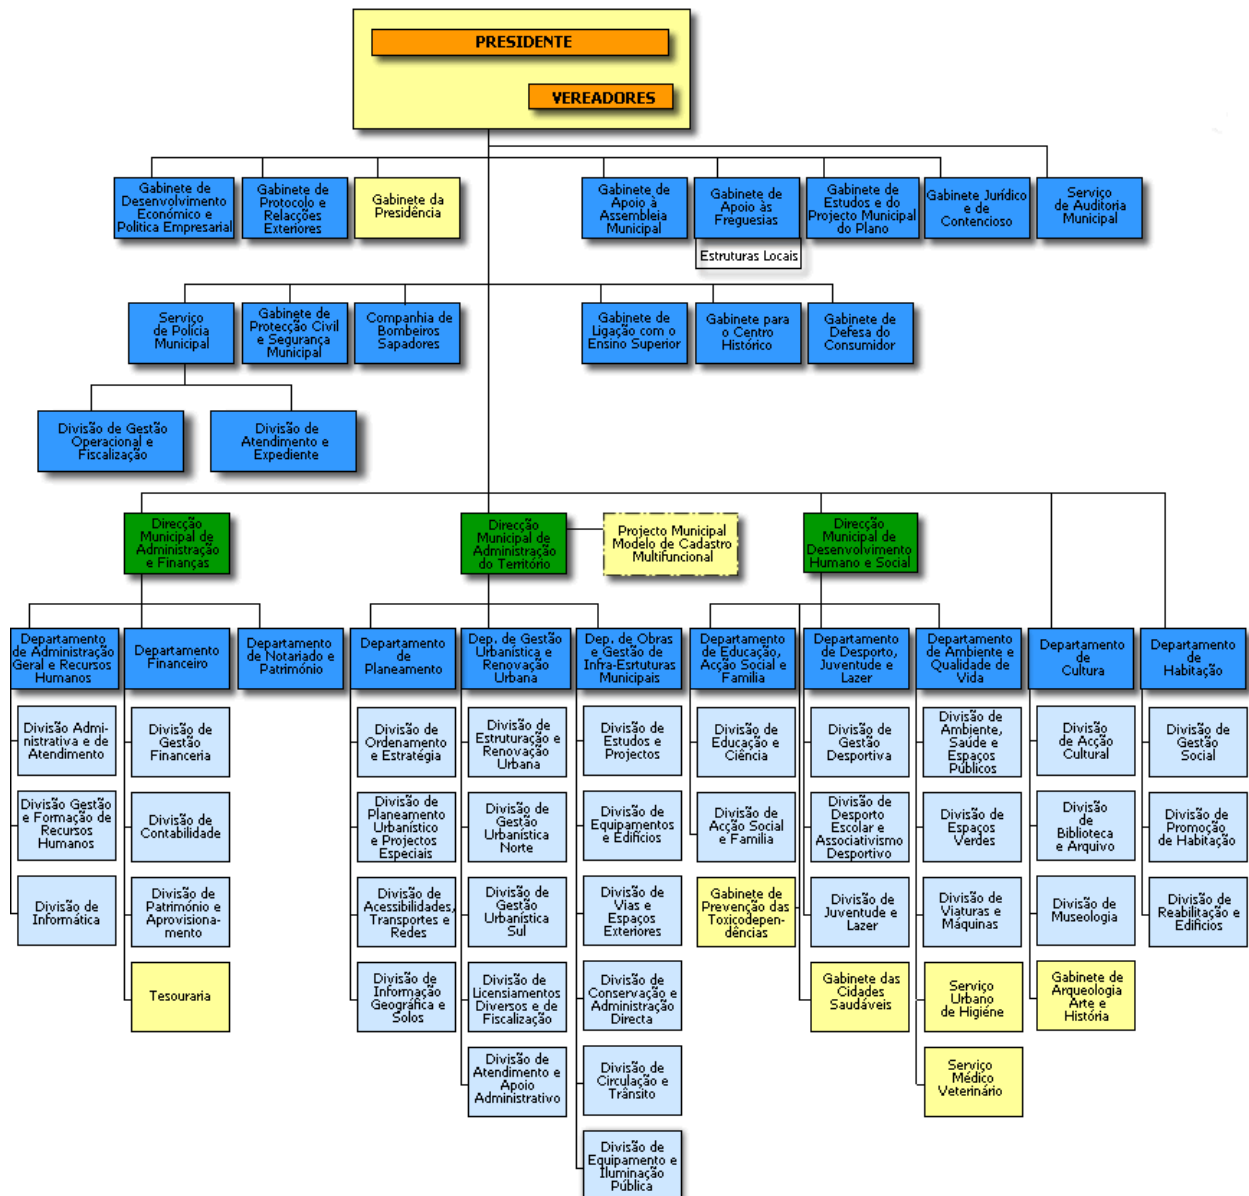 PRESIDENTE
VEREADORES
Gabinete de
Desenvolvimento
Económico e
Politica Empresarial
Gabinete de
Protocolo e
Relacções
Exteriores
Gabinete da
Presidência
Gabinete de
Apoio à
Assembleia
Municipal
Gabinete de
Apoio às
Freguesias
Estruturas Locais
Gabinete de
Estudos e do
Projecto Municipal
do Plano
Gabinete Jurídico
e de
Contencioso
Serviço
de Auditoria
Municipal
Serviço
de Polícia
Municipal
Gabinete de
Protecção Civil
e Segurança
Municipal
Companhia de
Bombeiros
Sapadores
Gabinete de
Ligação com o
Ensino Superior
Gabinete para
o Centro
Histórico
Gabinete de
Defesa do
Consumidor
Divisão de Gestão
Operacional e
Fiscalização
Divisão de
Atendimento e
Expediente
Direcção
Municipal de
Administração
e Finanças
Direcção
Municipal de
Administração
do Território
Projecto Municipal
Modelo de Cadastro
Multifuncional
Direcção
Municipal de
Desenvolvimento
Humano e Social
Departamento
de Administração
Geral e Recursos
Humanos
Departamento
Financeiro
Departamento
de Notariado e
Património
Departamento
de
Planeamento
Dep. de Gestão
Urbanística e
Renovação
Urbana
Dep. de Obras
e Gestão de
Infra-Esrtuturas
Municipais
Departamento
de Educação,
Acção Social e
Familia
Departamento
de Desporto,
Juventude e
Lazer
Departamento
de Ambiente e
Qualidade de
Vida
Departamento
de
Cultura
Departamento
de
Habitação
Divisão Admi-
nistrativa e de
Atendimento
Divisão Gestão
e Formação de
Recursos
Humanos
Divisão de
Informática
Divisão de
Gestão
Financeria
Divisão de
Contabilidade
Divisão de
Património e
Aprovisiona-
mento
Tesouraria
Divisão de
Ordenamento
e Estratégia
Divisão de
Planeamento
Urbanístico
e Projectos
Especiais
Divisão de
Acessibilidades,
Transportes e
Redes
Divisão de
Informação
Geográfica e
Solos
Divisão de
Estruturação e
Renovação
Urbana
Divisão de
Gestão
Urbanística
Norte
Divisão de
Gestão
Urbanística
Sul
Divisão de
Licensiamentos
Diversos e de
Fiscalização
Divisão de
Atendimento e
Apoio
Administrativo
Divisão de
Estudos e
Projectos
Divisão de
Equipamentos
e Edifícios
Divisão de
Vias e
Espaços
Exteriores
Divisão de
Conservação e
Administração
Directa
Divisão de
Circulação e
Trânsito
Divisão de
Equipamento e
Iluminação
Pública
Divisão de
Educação e
Ciência
Divisão de
Acção Social
e Familia
Gabinete de
Prevenção das
Toxicodepen-
dências
Divisão de
Gestão
Desportiva
Divisão de
Desporto
Escolar e
Associativismo
Desportivo
Divisão de
Juventude e
Lazer
Gabinete das
Cidades
Saudáveis
Divisão de
Ambiente,
Saúde e
Espaços
Públicos
Divisão de
Espaços
Verdes
Divisão de
Viaturas e
Máquinas
Serviço
Urbano
de Higiéne
Serviço
Médico
Veterinário
Divisão
de Acção
Cultural
Divisão
de
Biblioteca
e Arquivo
Divisão
de Museologia
Gabinete de
Arqueologia
Arte e
História
Divisão de
Gestão
Social
Divisão de
Promoção
de Habitação
Divisão de
Reabilitação e
Edificios